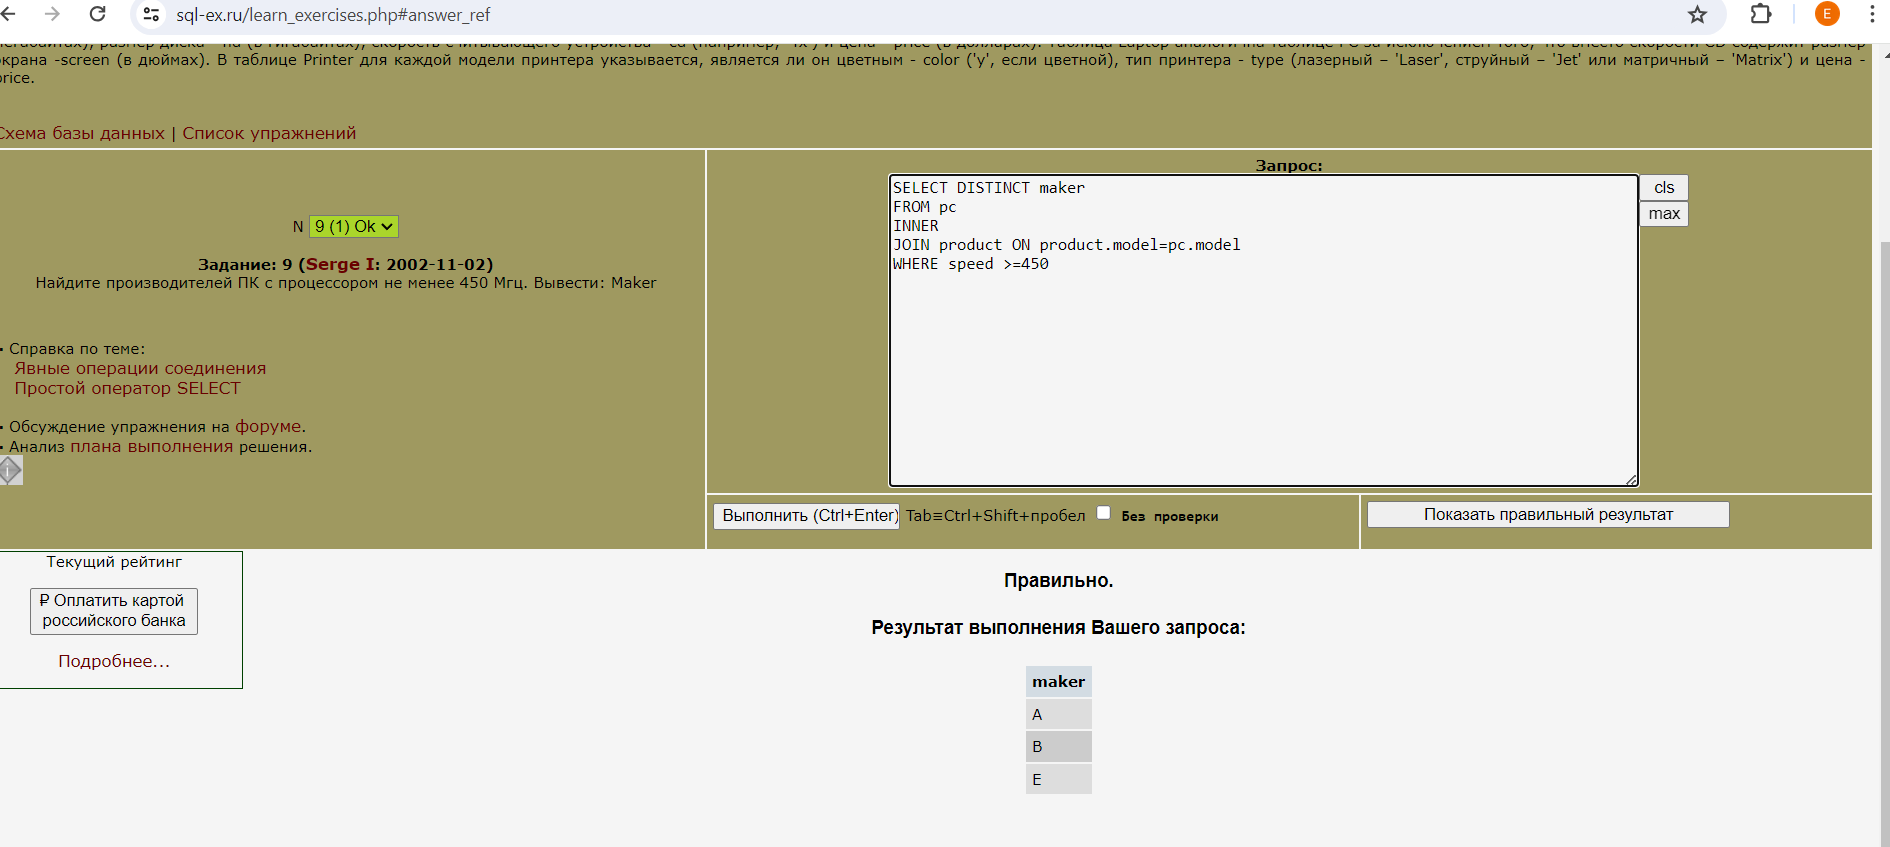 sql-ex.ru/learn_exercises.php#answer_ref
E
экрана -screen (в дюймах). В таблице Printer для каждой модели принтера указывается, является ли он цветным - color ('y', если цветной), тип принтера - type (лазерный – 'Laser', струйный – 'Jet' или матричный – 'Matrix') и цена -
price.
Схема базы данных | Список упражнений
N 9 (1) Ok
Задание: 9 (Serge I: 2002-11-02)
Найдите производителей ПК с процессором не менее 450 Мгц. Вывести: Maker
▪ Справка по теме:
Явные операции соединения
Простой оператор SELECT
▪ Обсуждение упражнения на форуме.
▪ Анализ плана выполнения решения.
Запрос:
SELECT DISTINCT maker
FROM pc
INNER
JOIN product ON product.model=pc.model
WHERE speed >=450
cls
max
Выполнить (Ctrl+Enter) Tab≡Ctrl+Shift+пробел Без проверки
Показать правильный результат
Текущий рейтинг
₽ Оплатить картой
российского банка
Подробнее...
Правильно.
Результат выполнения Вашего запроса:
maker
A
B
E